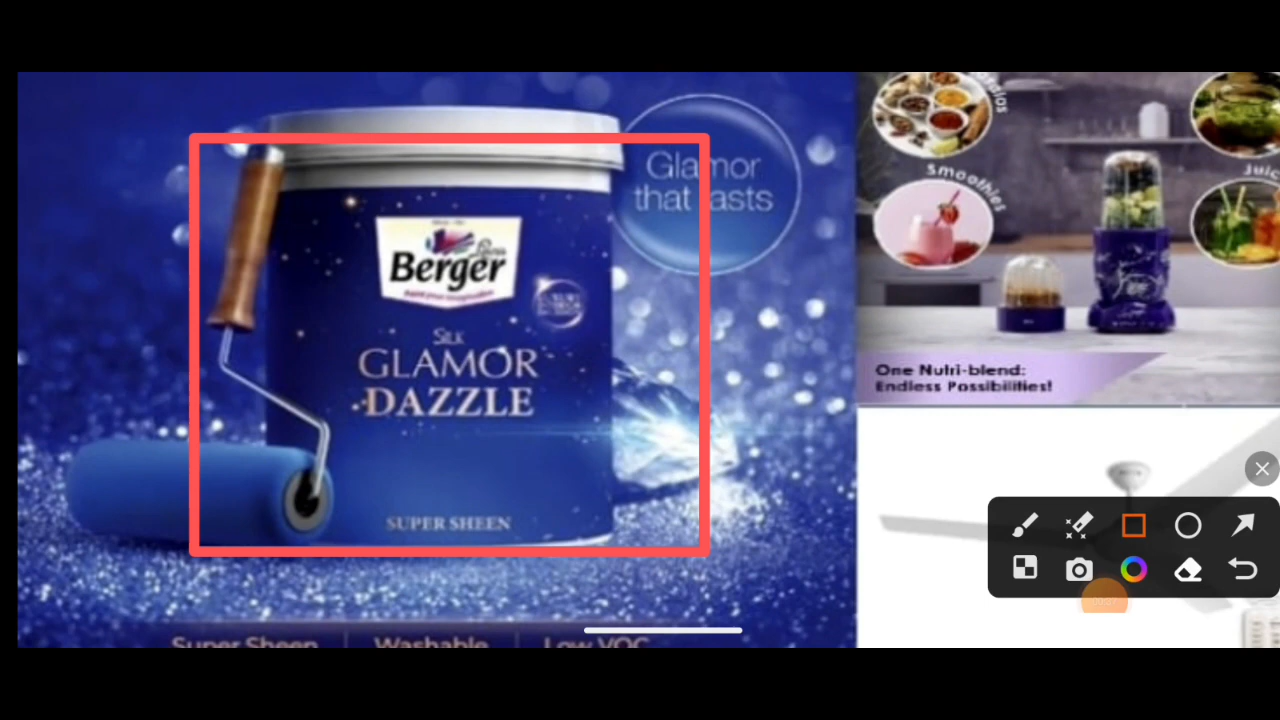 Glamor
that lasts
Berger
SILK
GLAMOR
DAZZLE
SUPER SHEEN
Super Sheen
Washable
Low VOC
Smoothies
One Nutri-blend:
Endless Possibilities!